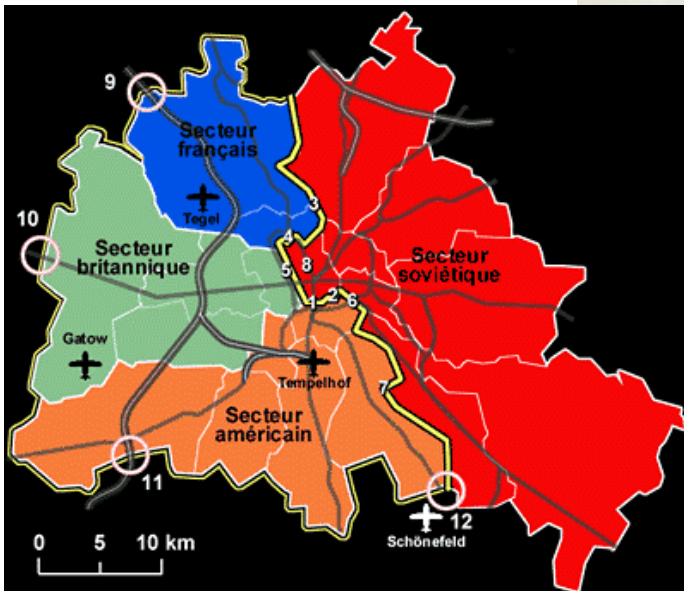 9
Secteur
français
Tegel
3
10
4
Secteur
britannique
5
8
Secteur
soviétique
1
2
6
Gatow
Tempelhof
7
Secteur
américain
11
12
Schönefeld
0 5 10 km